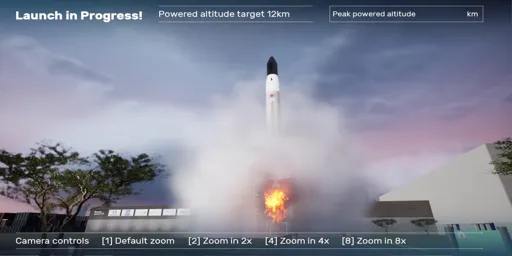 Launch in Progress!
Powered altitude target 12km
Peak powered altitude km
Camera controls [1] Default zoom [2] Zoom in 2x [4] Zoom in 4x [8] Zoom in 8x